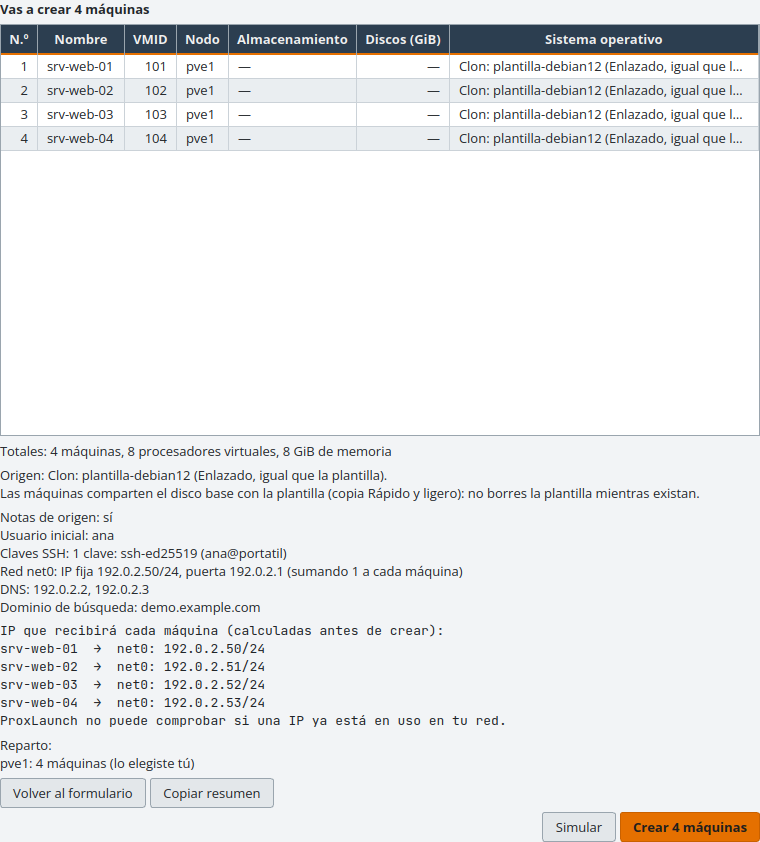 Vas a crear 4 máquinas
N.º Nombre VMID Nodo Almacenamiento Discos (GiB) Sistema operativo
1 srv-web-01 101 pve1 — — Clon: plantilla-debian12 (Enlazado, igual que l...
2 srv-web-02 102 pve1 — — Clon: plantilla-debian12 (Enlazado, igual que l...
3 srv-web-03 103 pve1 — — Clon: plantilla-debian12 (Enlazado, igual que l...
4 srv-web-04 104 pve1 — — Clon: plantilla-debian12 (Enlazado, igual que l...
Totales: 4 máquinas, 8 procesadores virtuales, 8 GiB de memoria
Origen: Clon: plantilla-debian12 (Enlazado, igual que la plantilla).
Las máquinas comparten el disco base con la plantilla (copia Rápido y ligero): no borres la plantilla mientras existan.
Notas de origen: sí
Usuario inicial: ana
Claves SSH: 1 clave: ssh-ed25519 (ana@portatil)
Red net0: IP fija 192.0.2.50/24, puerta 192.0.2.1 (sumando 1 a cada máquina)
DNS: 192.0.2.2, 192.0.2.3
Dominio de búsqueda: demo.example.com
IP que recibirá cada máquina (calculadas antes de crear):
srv-web-01 → net0: 192.0.2.50/24
srv-web-02 → net0: 192.0.2.51/24
srv-web-03 → net0: 192.0.2.52/24
srv-web-04 → net0: 192.0.2.53/24
ProxLaunch no puede comprobar si una IP ya está en uso en tu red.
Reparto:
pve1: 4 máquinas (lo elegiste tú)
Volver al formulario Copiar resumen
Simular Crear 4 máquinas